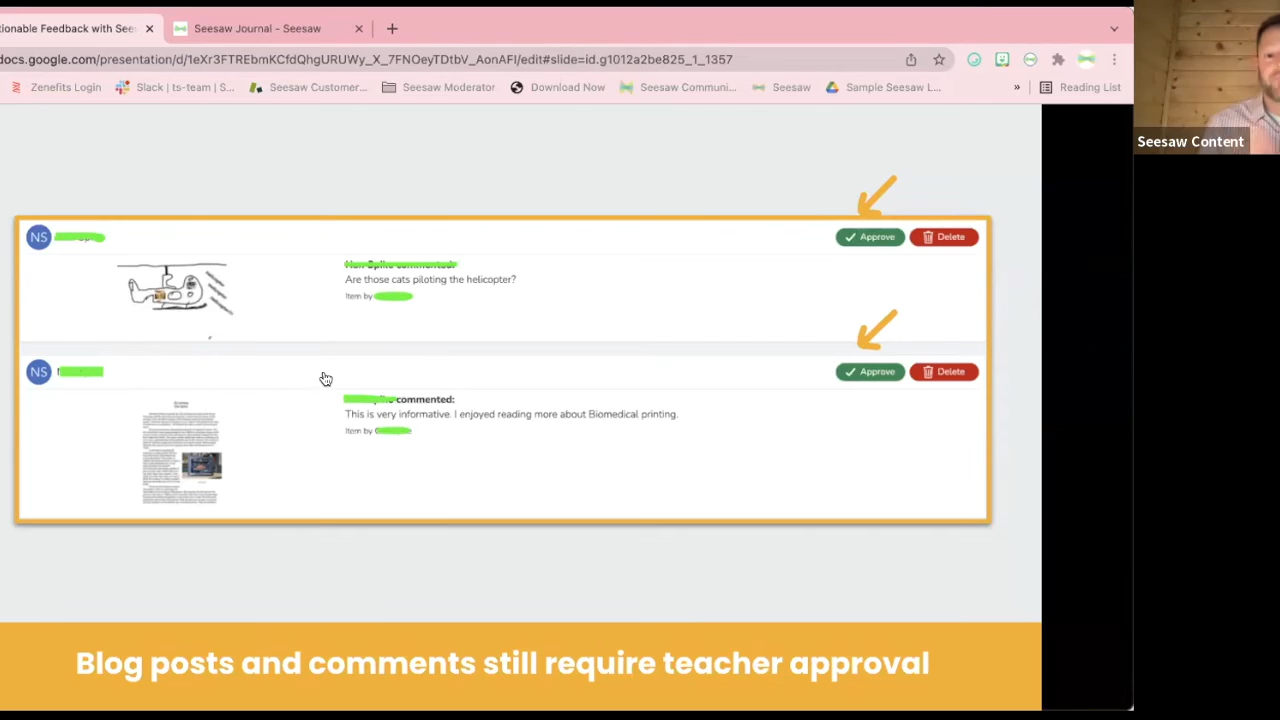 tionable Feedback with Sees
Seesaw Journal - Seesaw
docs.google.com/presentation/d/1eXr3FTREbmKCfdQhgURUWy_X_7FNOeyTDtbV_AonAFI/edit#slide=id.g1012a2be825_1_1357
Zenefits Login
Slack | ts-team | S...
Seesaw Customer...
Seesaw Moderator
Download Now
Seesaw Communi...
Seesaw
Sample Seesaw L...
»
Reading List
Seesaw Content
NS
Approve
Delete
commented:
Are those cats piloting the helicopter?
Item by
NS
Approve
Delete
commented:
This is very informative. I enjoyed reading more about Biomedical printing.
Item by
Blog posts and comments still require teacher approval